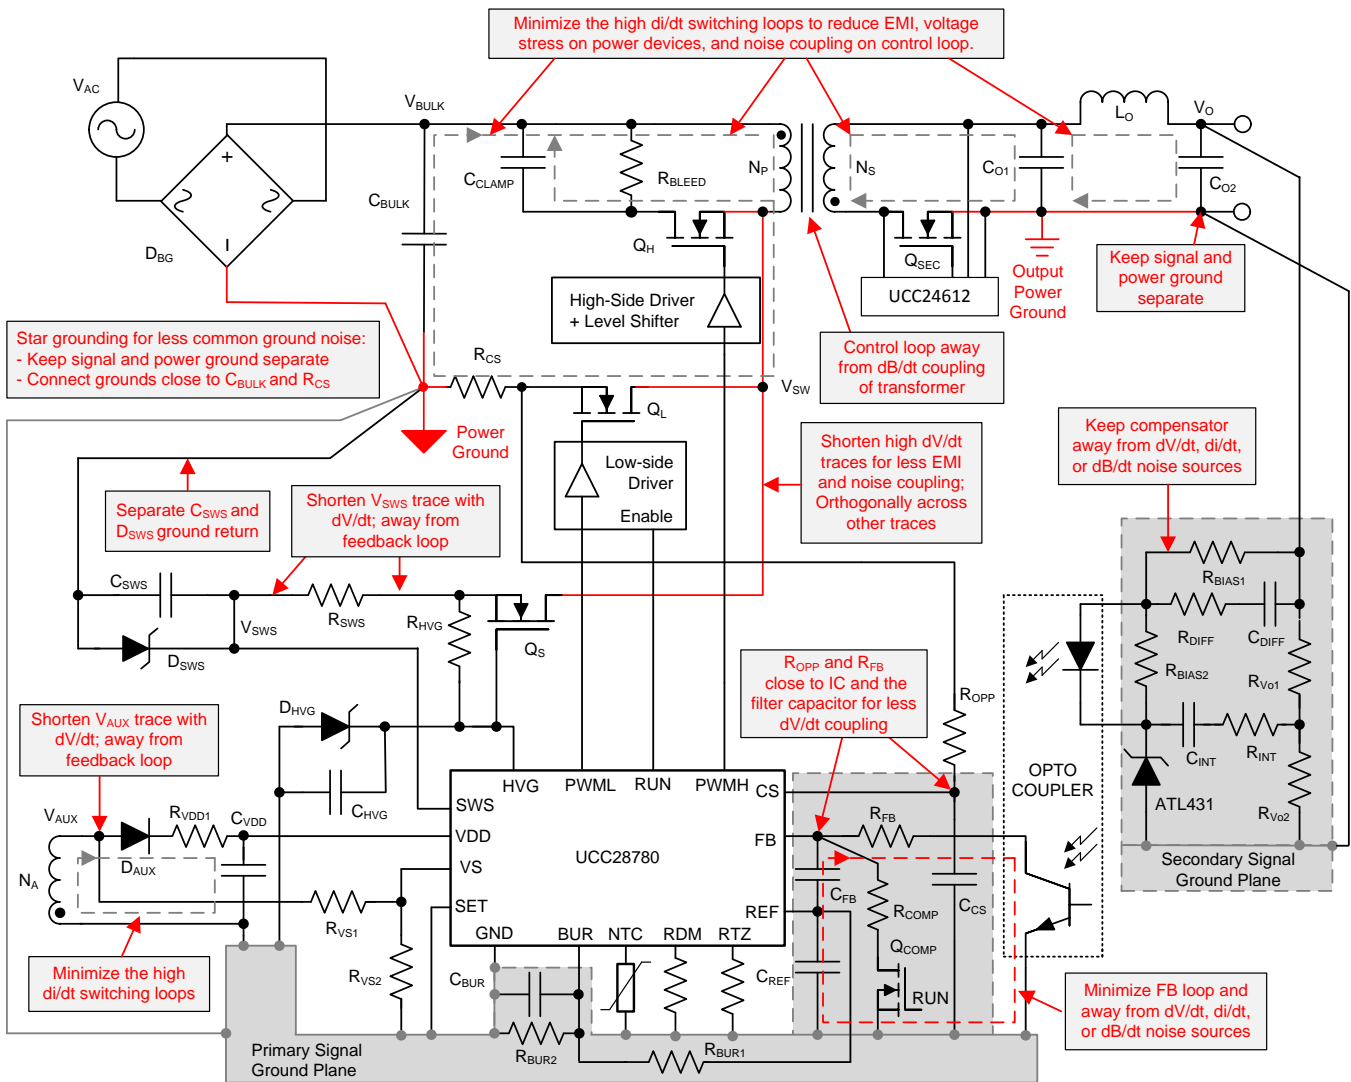 Minimize the high di/dt switching loops to reduce EMI, voltage
stress on power devices, and noise coupling on control loop.
VAC
VBULK
LO
VO
+
CCLAMP
RBLEED
NP
NS
CO1
CO2
CBULK
QH
QSEC
DBG
Output
Power
Ground
Keep signal and
power ground
separate
UCC24612
High-Side Driver
+ Level Shifter
Star grounding for less common ground noise:
- Keep signal and power ground separate
- Connect grounds close to CBULK and RCS
RCS
Control loop away
from dB/dt coupling
of transformer
VSW
QL
Power
Ground
Keep compensator
away from dV/dt, di/dt,
or dB/dt noise sources
Shorten high dV/dt
traces for less EMI
and noise coupling;
Orthogonally across
other traces
Low-side
Driver
Enable
Separate CSWS and
DSWS ground return
Shorten VSWS trace with
dV/dt; away from
feedback loop
CSWS
RSWS
VSWS
DSWS
RHVG
QS
RBIAS1
RDIFF
CDIFF
RBIAS2
RVo1
ROPP and RFB
close to IC and the
filter capacitor for less
dV/dt coupling
ROPP
Shorten VAUX trace with
dV/dt; away from
feedback loop
DHVG
CINT
RINT
OPTO
COUPLER
ATL431
RVo2
CHVG
HVG
PWML
RUN
PWMH
CS
SWS
VAUX
RVDD1
CVDD
VDD
FB
RFB
UCC28780
DAUX
VS
NA
SET
REF
CFB
RCOMP
CCS
Secondary Signal
Ground Plane
RVS1
GND
BUR
NTC
RDM
RTZ
QCOMP
Minimize the high
di/dt switching loops
RVS2
CBUR
CREF
RUN
Minimize FB loop and
away from dV/dt, di/dt,
or dB/dt noise sources
Primary Signal
Ground Plane
RBUR2
RBUR1